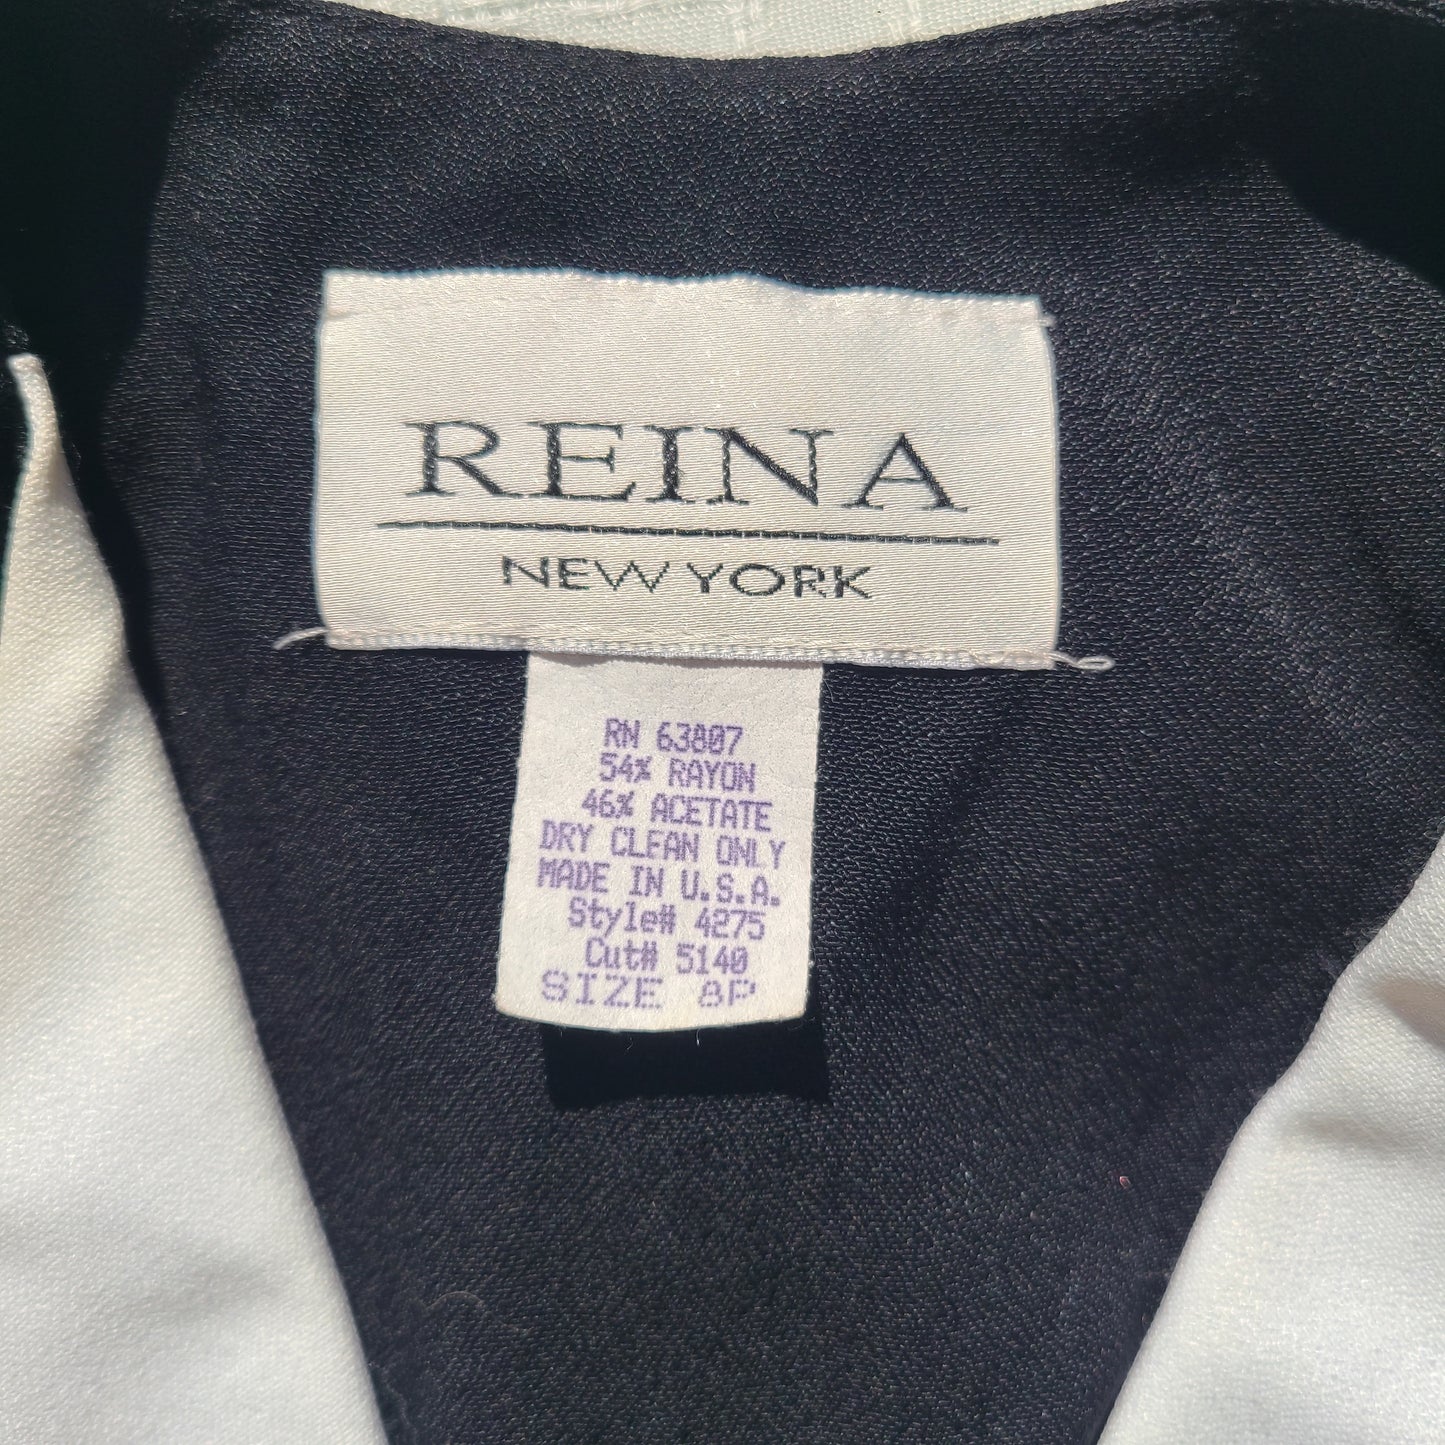 REINA
NEW YORK
RN 63807
54% RAYON
46% ACETATE
DRY CLEAN ONLY
MADE IN U.S.A.
Style# 4275
Cut# 5140
SIZE 8P